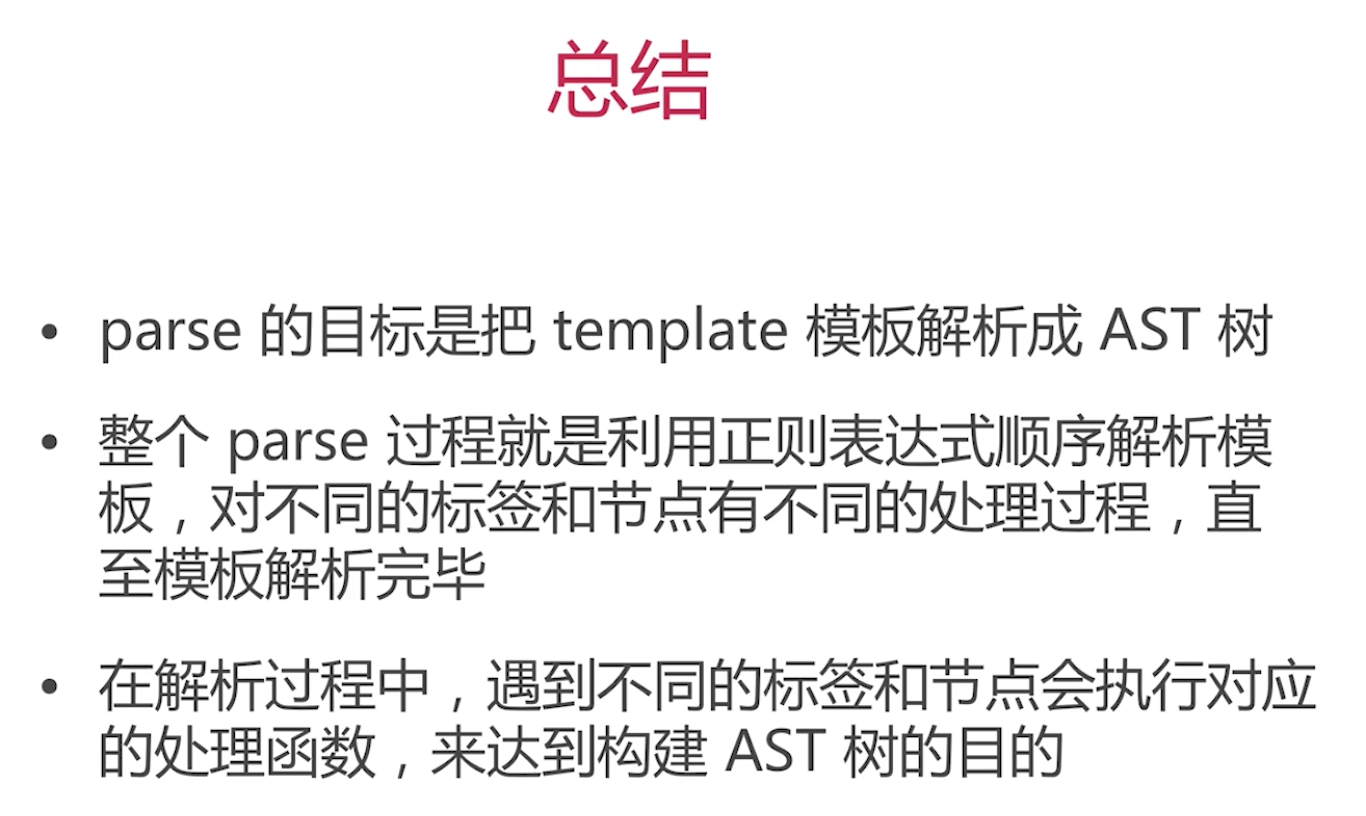 总结
• parse 的目标是把 template 模板解析成 AST 树
• 整个 parse 过程就是利用正则表达式顺序解析模
板，对不同的标签和节点有不同的处理过程，直
至模板解析完毕
• 在解析过程中，遇到不同的标签和节点会执行对应
的处理函数，来达到构建 AST 树的目的